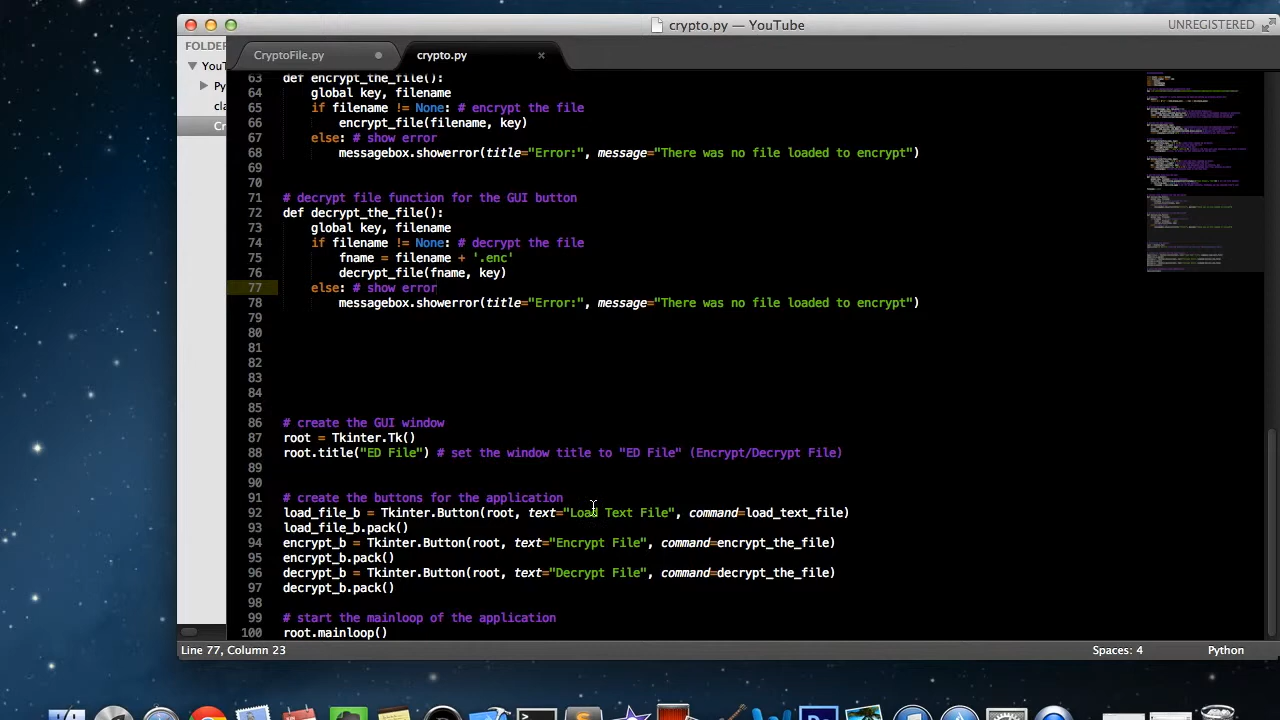 crypto.py — YouTube
UNREGISTERED
FOLDER
CryptoFile.py
crypto.py
YouT
Py
cla
Cr
63 def encrypt_the_file():
64 global key, filename
65 if filename != None: # encrypt the file
66 encrypt_file(filename, key)
67 else: # show error
68 messagebox.showerror(title="Error:", message="There was no file loaded to encrypt")
69
70
71 # decrypt file function for the GUI button
72 def decrypt_the_file():
73 global key, filename
74 if filename != None: # decrypt the file
75 fname = filename + '.enc'
76 decrypt_file(fname, key)
77 else: # show error
78 messagebox.showerror(title="Error:", message="There was no file loaded to encrypt")
79
80
81
82
83
84
85
86 # create the GUI window
87 root = Tkinter.Tk()
88 root.title("ED File") # set the window title to "ED File" (Encrypt/Decrypt File)
89
90
91 # create the buttons for the application
92 load_file_b = Tkinter.Button(root, text="Load Text File", command=load_text_file)
93 load_file_b.pack()
94 encrypt_b = Tkinter.Button(root, text="Encrypt File", command=encrypt_the_file)
95 encrypt_b.pack()
96 decrypt_b = Tkinter.Button(root, text="Decrypt File", command=decrypt_the_file)
97 decrypt_b.pack()
98
99 # start the mainloop of the application
100 root.mainloop()
Line 77, Column 23
Spaces: 4
Python